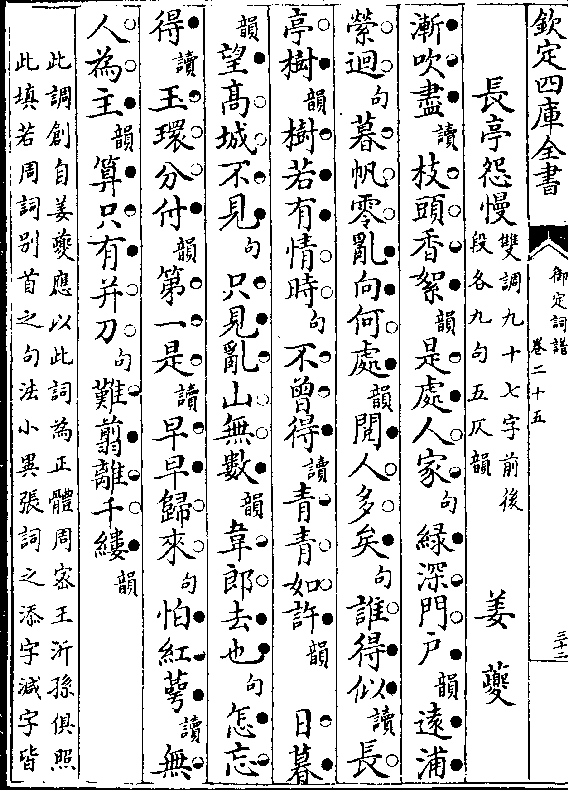 欽定四庫全書
御定詞譜
卷二十五
三十二
長亭怨慢
雙調九十七字前後
段各九句五仄韻
姜夔
漸吹盡讀枝頭香絮韻是處人家句綠深門戶韻遠浦
縈迴句暮帆零亂向何處韻閱人多矣句誰得似讀長
亭樹韻樹若有情時句不曾得讀青青如許韻 日暮
韻望高城不見句只見亂山無數韻韋郎去也句怎忘
得讀玉環分付韻第一是讀早早歸來句怕紅萼讀無
人為主韻算只有并刀句難翦離千縷韻
此調創自姜夔應以此詞為正體周密王沂孫俱照
此填若周詞別首之句法小異張詞之添字減字皆